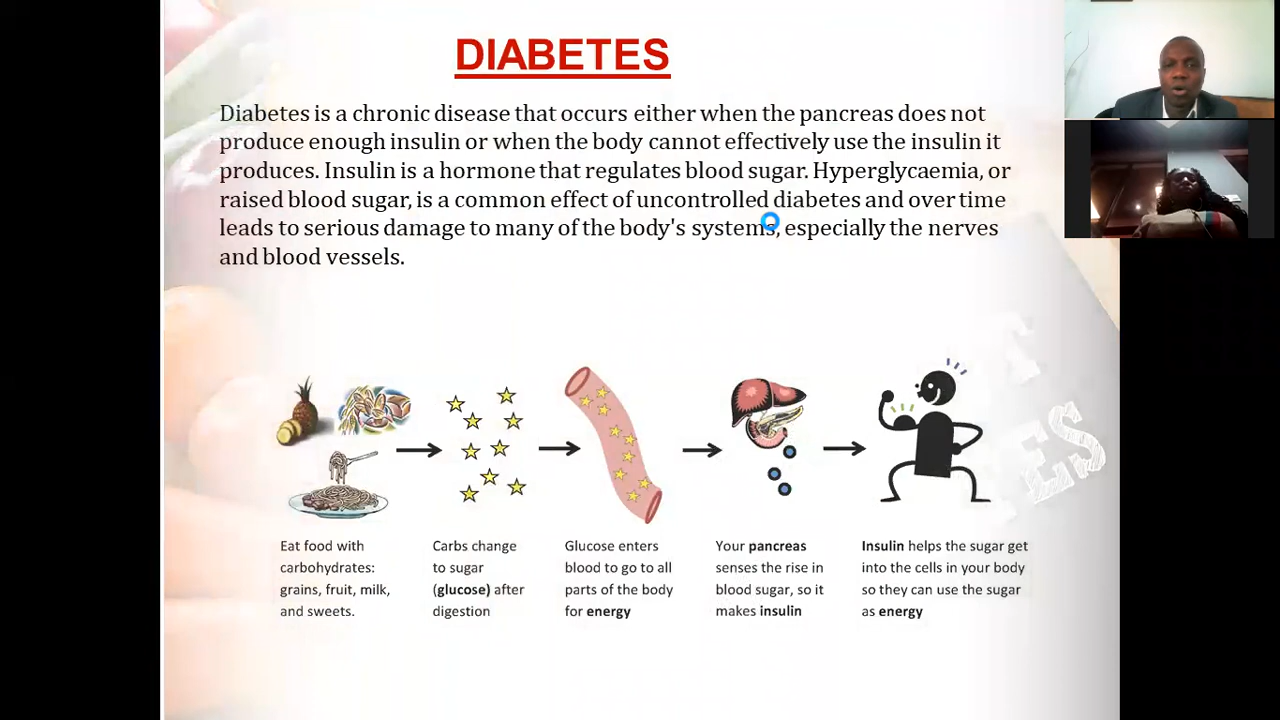 DIABETES
Diabetes is a chronic disease that occurs either when the pancreas does not
produce enough insulin or when the body cannot effectively use the insulin it
produces. Insulin is a hormone that regulates blood sugar. Hyperglycaemia, or
raised blood sugar, is a common effect of uncontrolled diabetes and over time
leads to serious damage to many of the body's systems, especially the nerves
and blood vessels.
Eat food with
carbohydrates:
grains, fruit, milk,
and sweets.
Carbs change
to sugar
(glucose) after
digestion
Glucose enters
blood to go to all
parts of the body
for energy
Your pancreas
senses the rise in
blood sugar, so it
makes insulin
Insulin helps the sugar get
into the cells in your body
so they can use the sugar
as energy